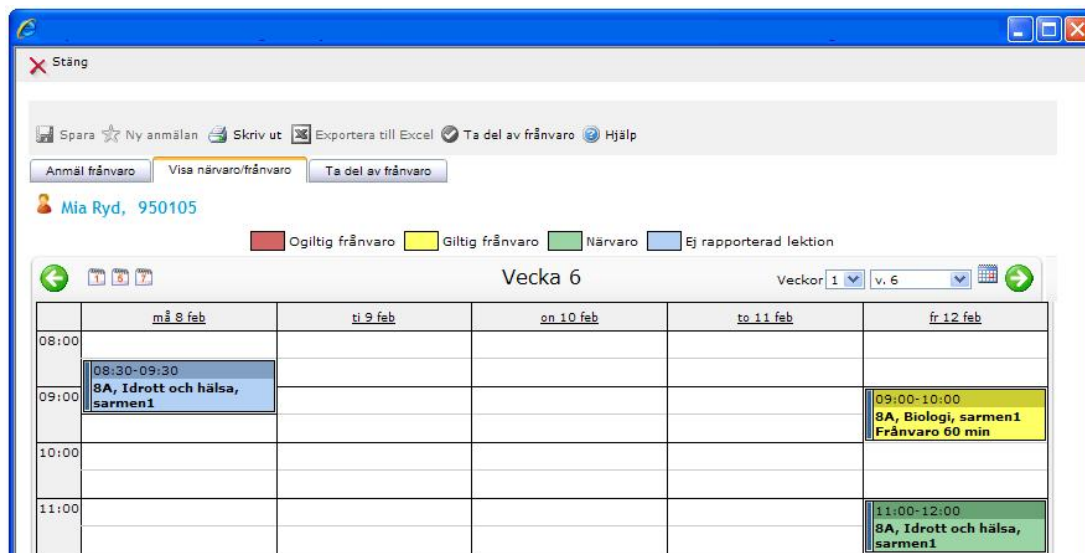 Stäng
Spara Ny anmälan Skriv ut Exportera till Excel Ta del av frånvaro Hjälp
Anmäl frånvaro Visa närvaro/frånvaro Ta del av frånvaro
Mia Ryd, 950105
Ogiltig frånvaro Giltig frånvaro Närvaro Ej rapporterad lektion
1 5 7 Vecka 6 Veckor 1 v. 6
må 8 feb ti 9 feb on 10 feb to 11 feb fr 12 feb
08:00
08:30-09:30
8A, Idrott och hälsa,
sarmen1
09:00
09:00-10:00
8A, Biologi, sarmen1
Frånvaro 60 min
10:00
11:00
11:00-12:00
8A, Idrott och hälsa,
sarmen1